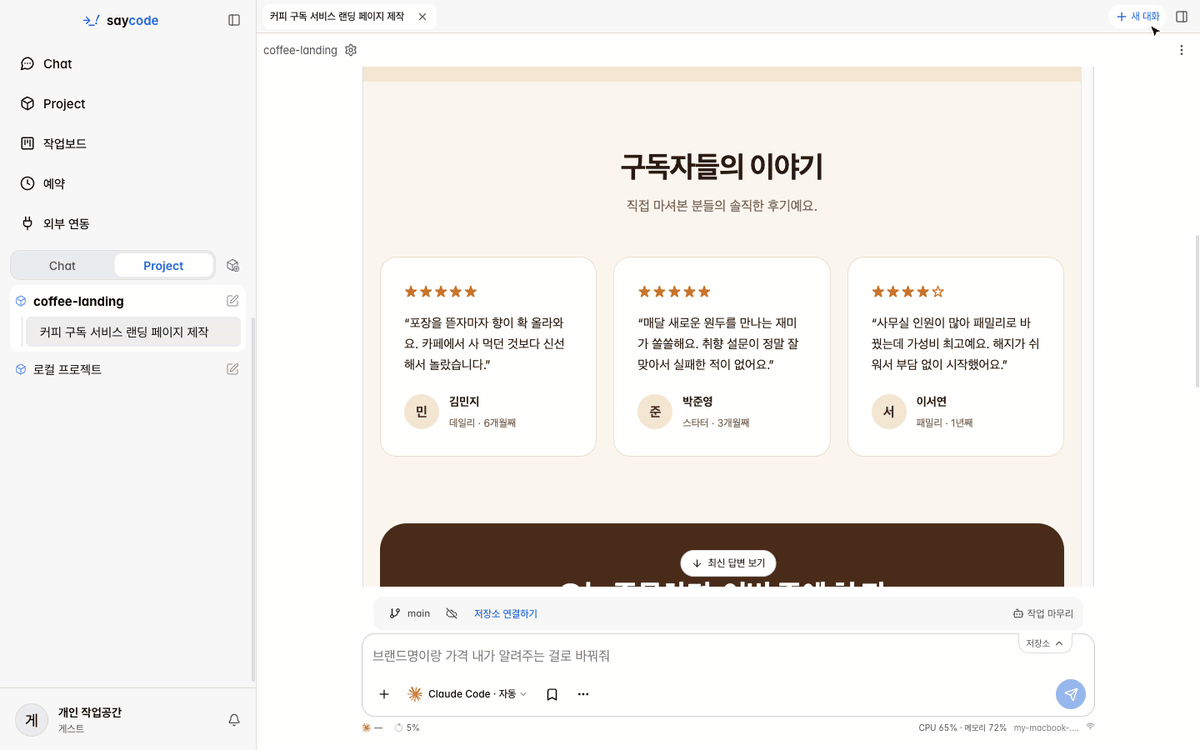 saycode
Chat
Project
작업보드
예약
외부 연동
Chat
Project
coffee-landing
커피 구독 서비스 랜딩 페이지 제작
로컬 프로젝트
게
개인 작업공간
게스트
커피 구독 서비스 랜딩 페이지 제작
새 대화
coffee-landing
구독자들의 이야기
직접 마셔본 분들의 솔직한 후기예요.
★★★★★
“포장을 뜯자마자 향이 확 올라와
요. 카페에서 사 먹던 것보다 신선
해서 놀랐습니다.”
민
김민지
데일리 · 6개월째
★★★★★
“매달 새로운 원두를 만나는 재미
가 쏠쏠해요. 취향 설문이 정말 잘
맞아서 실패한 적이 없어요.”
준
박준영
스타터 · 3개월째
★★★★☆
“사무실 인원이 많아 패밀리로 바
꿨는데 가성비 최고예요. 해지가 쉬
워서 부담 없이 시작했어요.”
서
이서연
패밀리 · 1년째
최신 답변 보기
main
저장소 연결하기
작업 마무리
저장소
브랜드명이랑 가격 내가 알려주는 걸로 바꿔줘
Claude Code · 자동
5%
CPU 65% · 메모리 72%
my-macbook-....